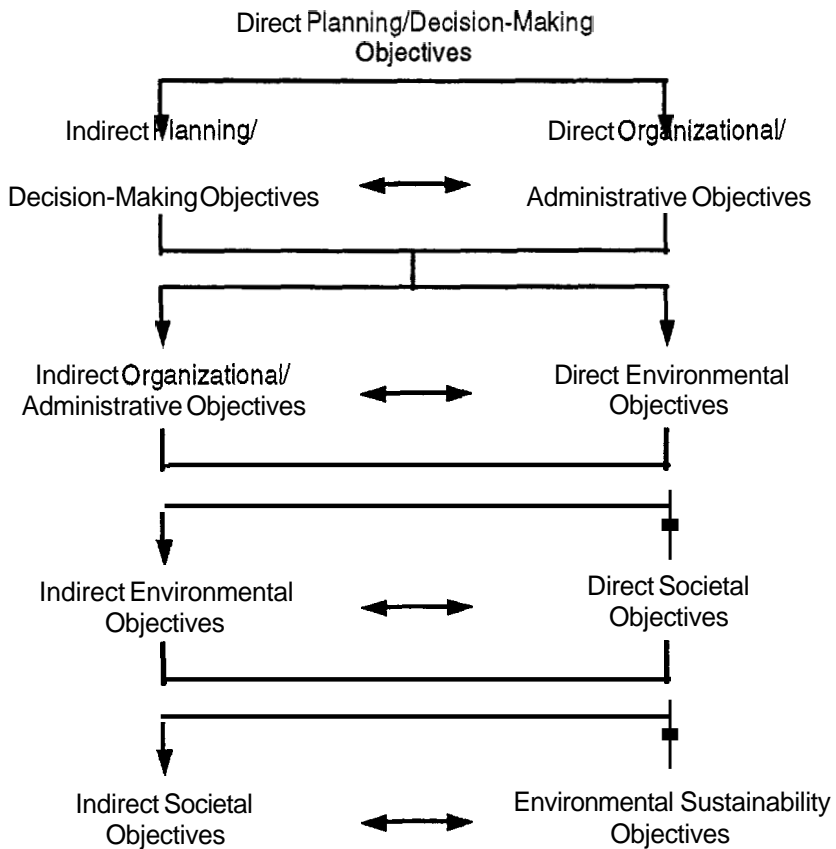 Direct Planning/Decision-Making
Objectives
Indirect Planning/
Decision-Making Objectives
Direct Organizational/
Administrative Objectives
Indirect Organizational/
Administrative Objectives
Direct Environmental
Objectives
Indirect Environmental
Objectives
Direct Societal
Objectives
Indirect Societal
Objectives
Environmental Sustainability
Objectives